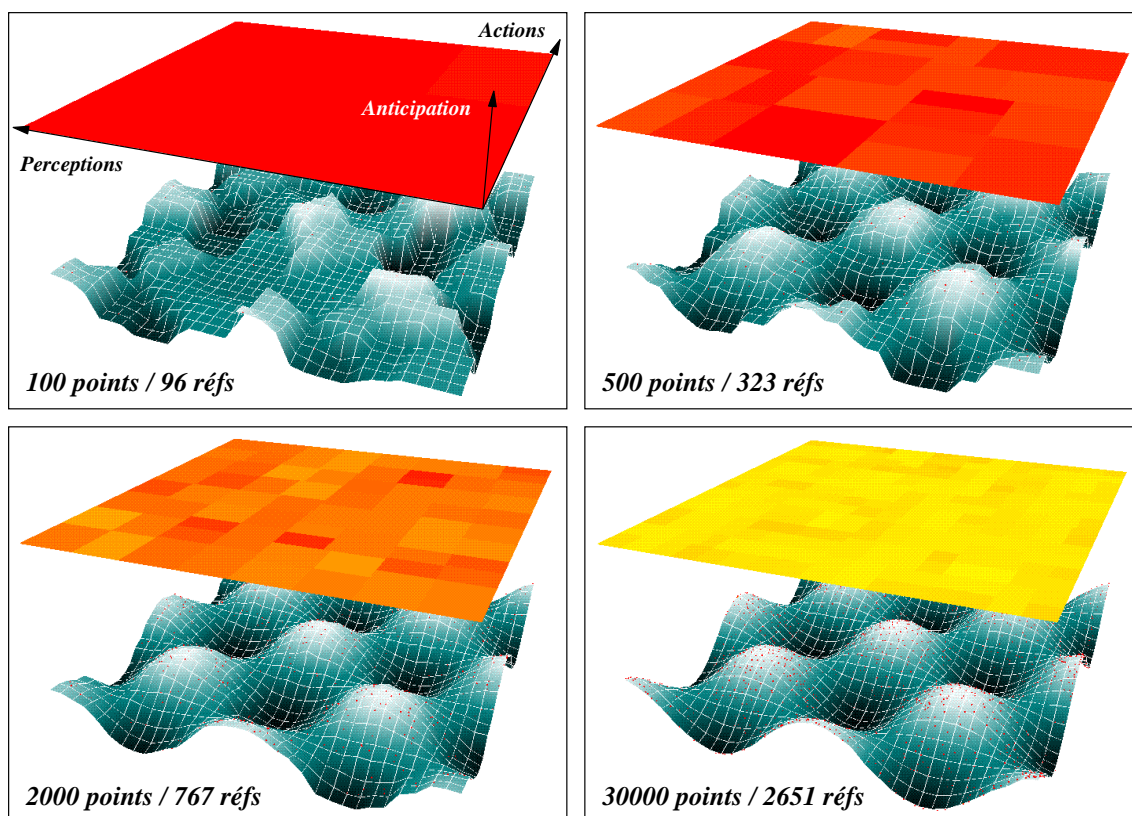 Actions
Anticipation
Perceptions
100 points / 96 réfs
500 points / 323 réfs
2000 points / 767 réfs
30000 points / 2651 réfs